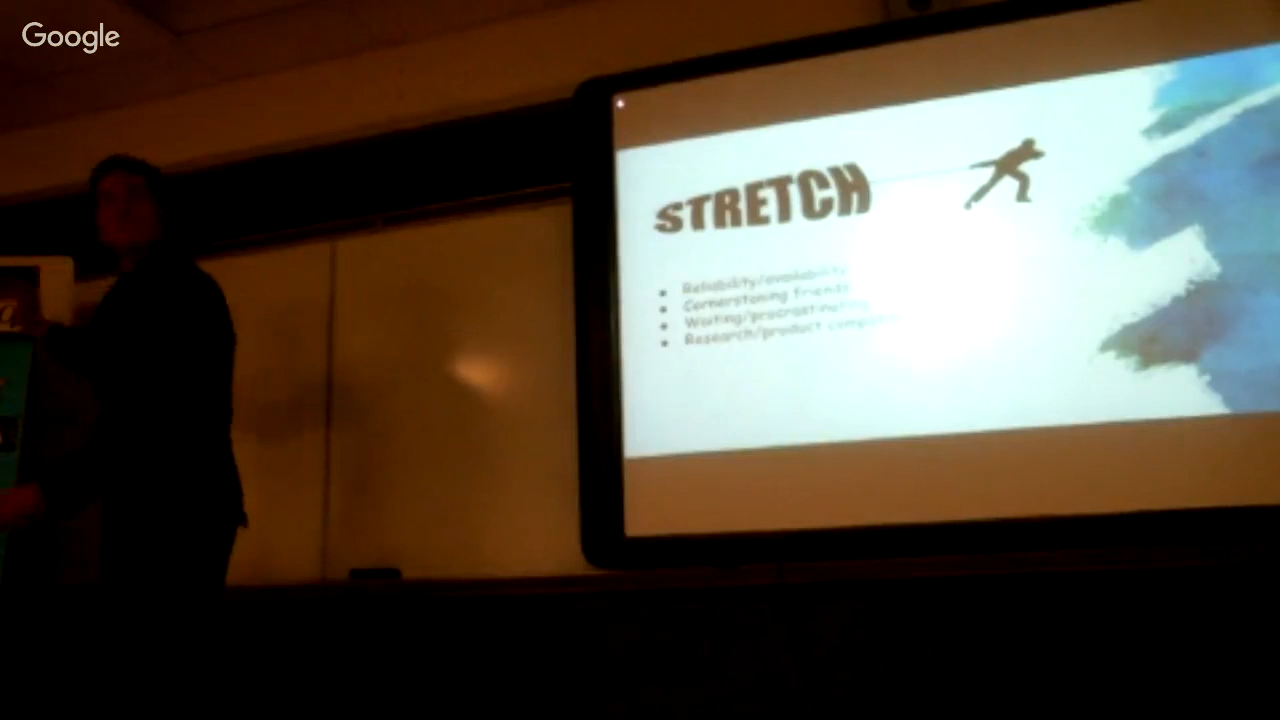 Google
STRETCH
Reliability/availability
Cornerstoning friends
Waiting/procrastinating
Research/product